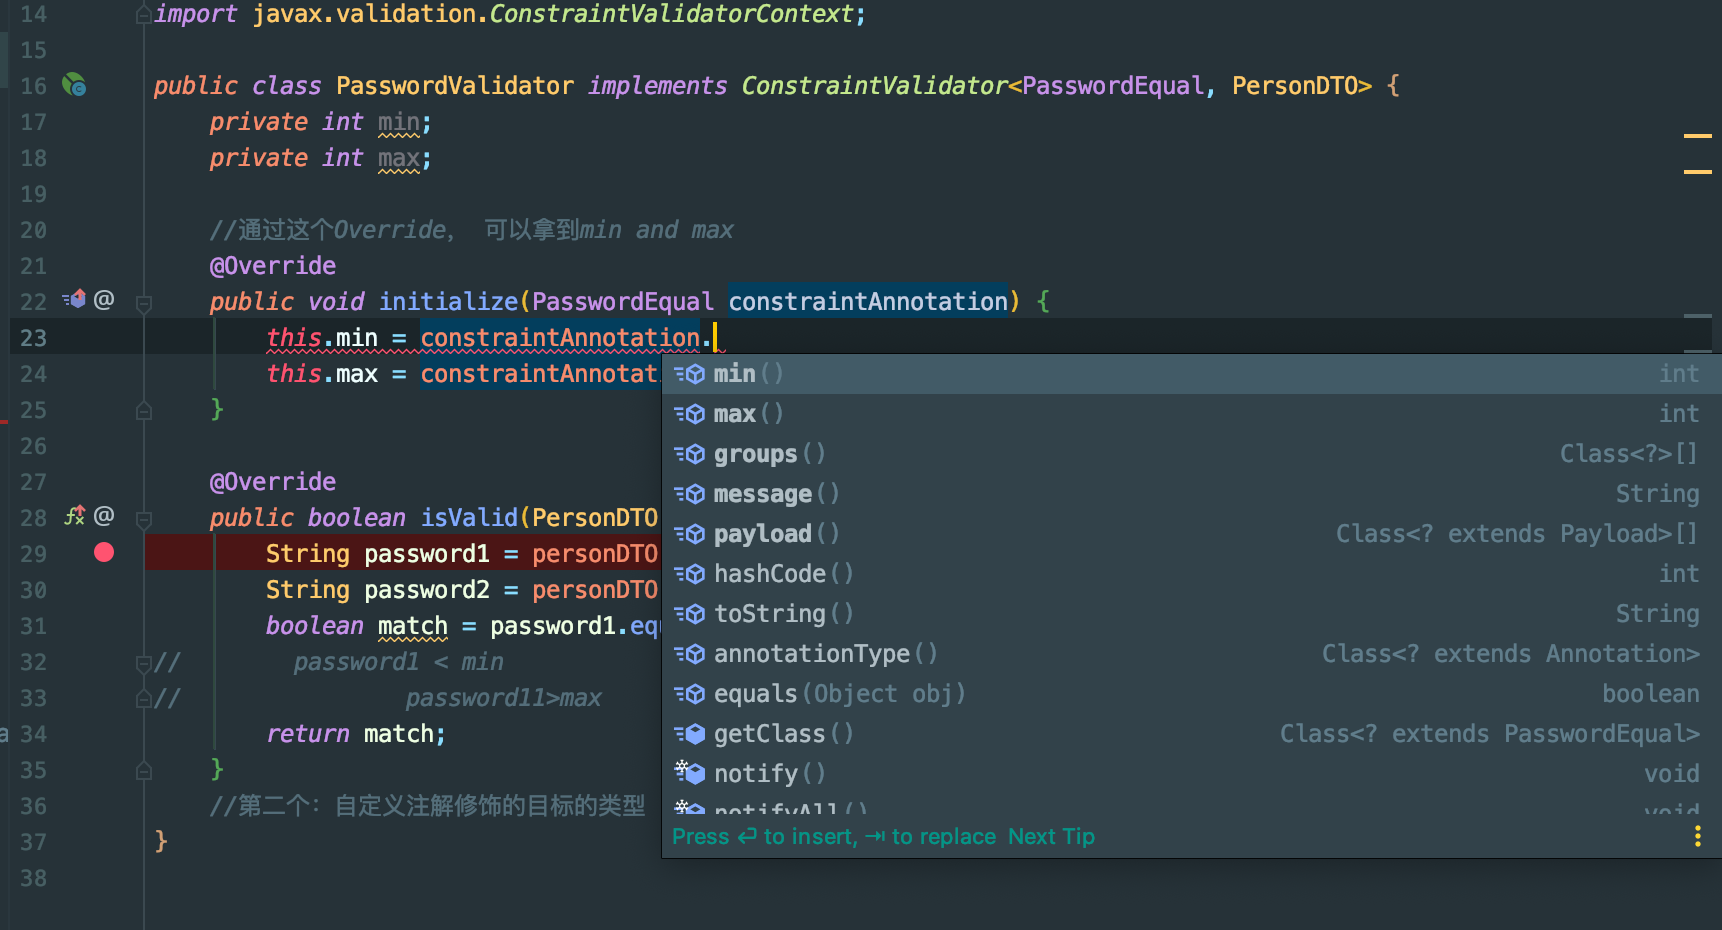 14 import javax.validation.ConstraintValidatorContext;
15
16 public class PasswordValidator implements ConstraintValidator<PasswordEqual, PersonDTO> {
17 private int min;
18 private int max;
19
20 //通过这个Override, 可以拿到min and max
21 @Override
22 @ public void initialize(PasswordEqual constraintAnnotation) {
23 this.min = constraintAnnotation.
24 this.max = constraintAnnotati
25 }
26
27 @Override
28 @ public boolean isValid(PersonDTO
29 String password1 = personDTO
30 String password2 = personDTO
31 boolean match = password1.equ
32 // password1 < min
33 // password11>max
a 34 return match;
35 }
36 //第二个: 自定义注解修饰的目标的类型
37 }
38
min() int
max() int
groups() Class<?>[]
message() String
payload() Class<? extends Payload>[]
hashCode() int
toString() String
annotationType() Class<? extends Annotation>
equals(Object obj) boolean
getClass() Class<? extends PasswordEqual>
notify() void
notifyAll() void
Press ↵ to insert, ⇥ to replace Next Tip